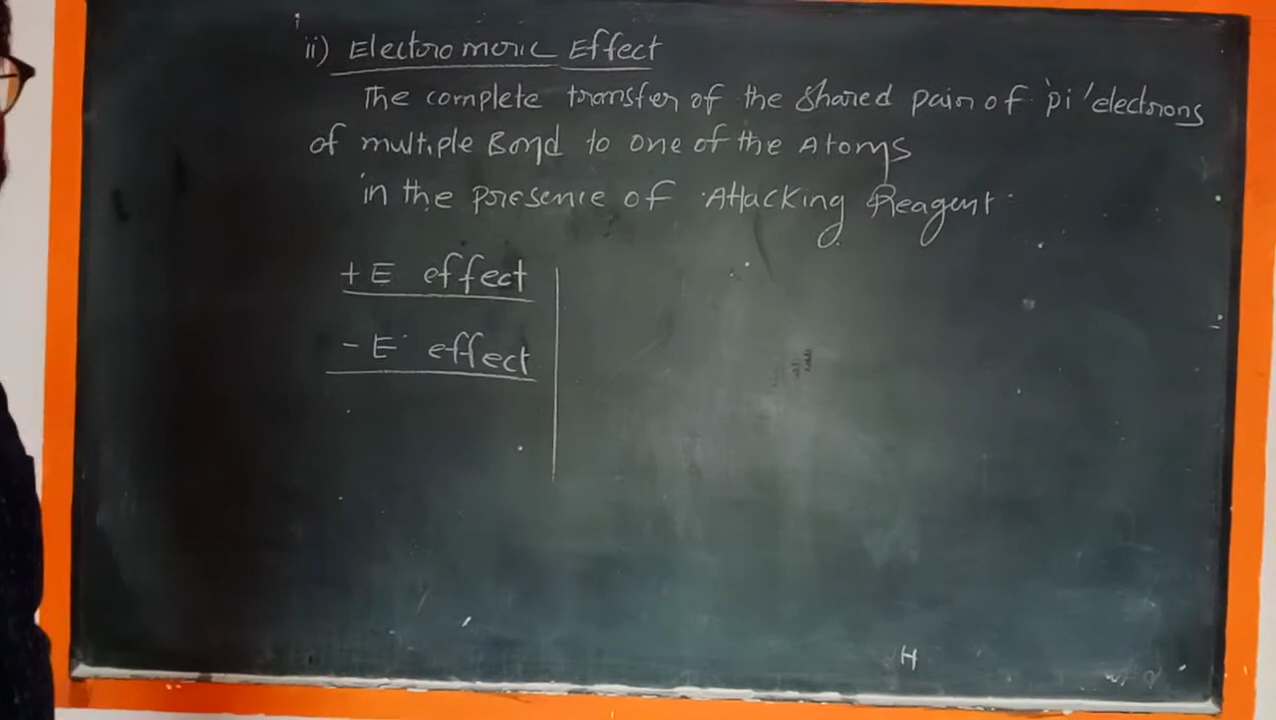 ii) Electromeric Effect
The complete transfer of the shared pair of 'pi' electrons
of multiple Bond to one of the Atoms
in the presence of Attacking Reagent
+E effect
-E effect
H